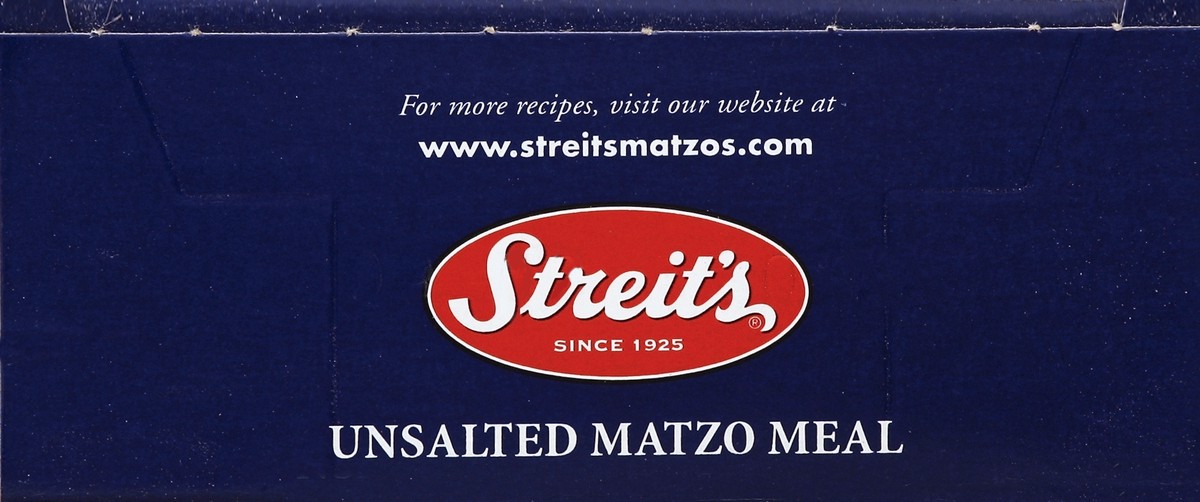 For more recipes, visit our website at
www.streitsmatzos.com
Streit's®
SINCE 1925
UNSALTED MATZO MEAL